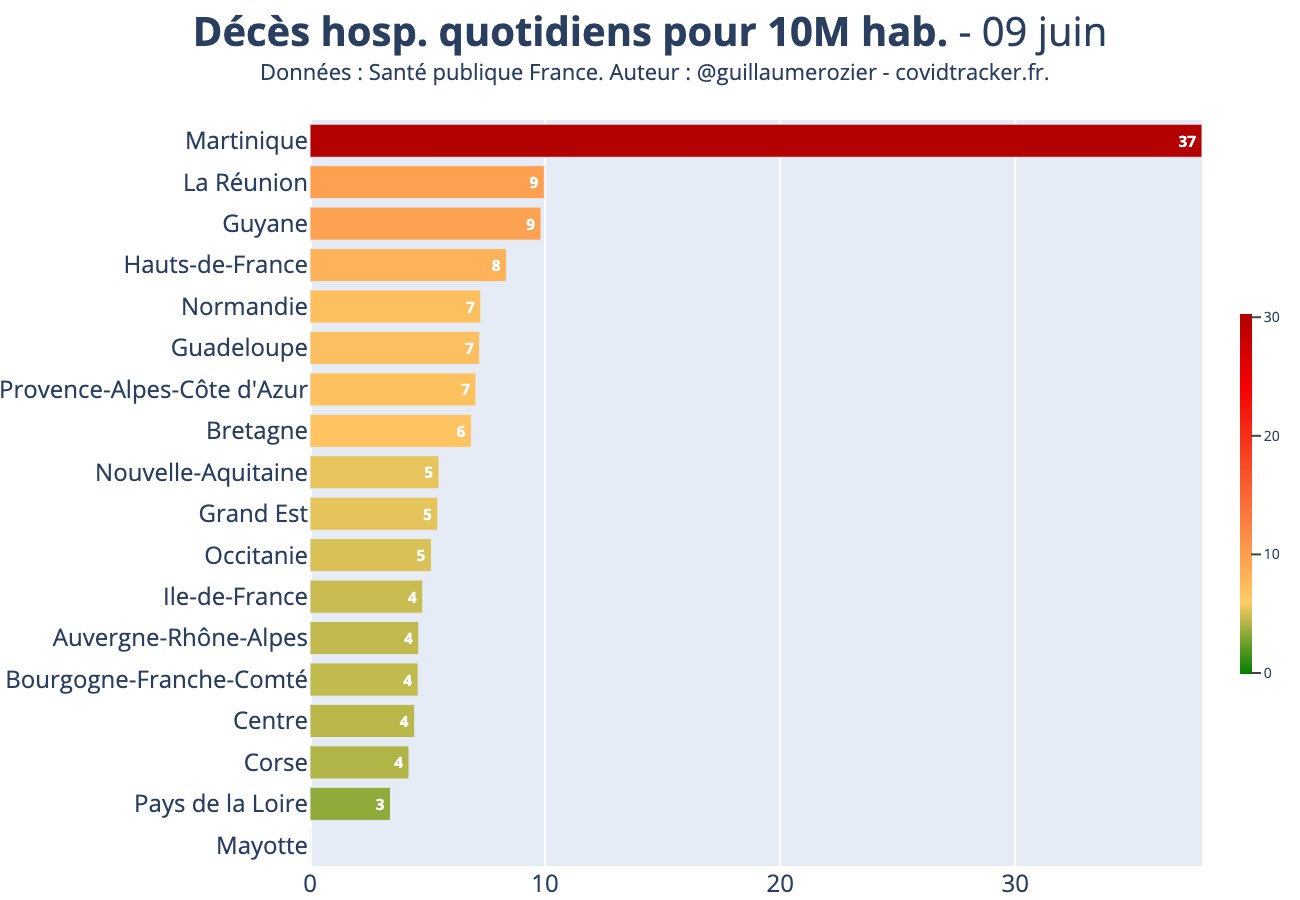 Décès hosp. quotidiens pour 10M hab. - 09 juin
Données : Santé publique France. Auteur : @guillaumerozier - covidtracker.fr.
Martinique 37
La Réunion 9
Guyane 9
Hauts-de-France 8
Normandie 7
Guadeloupe 7
Provence-Alpes-Côte d'Azur 7
Bretagne 6
Nouvelle-Aquitaine 5
Grand Est 5
Occitanie 5
Ile-de-France 4
Auvergne-Rhône-Alpes 4
Bourgogne-Franche-Comté 4
Centre 4
Corse 4
Pays de la Loire 3
Mayotte
0 10 20 30
30
20
10
0